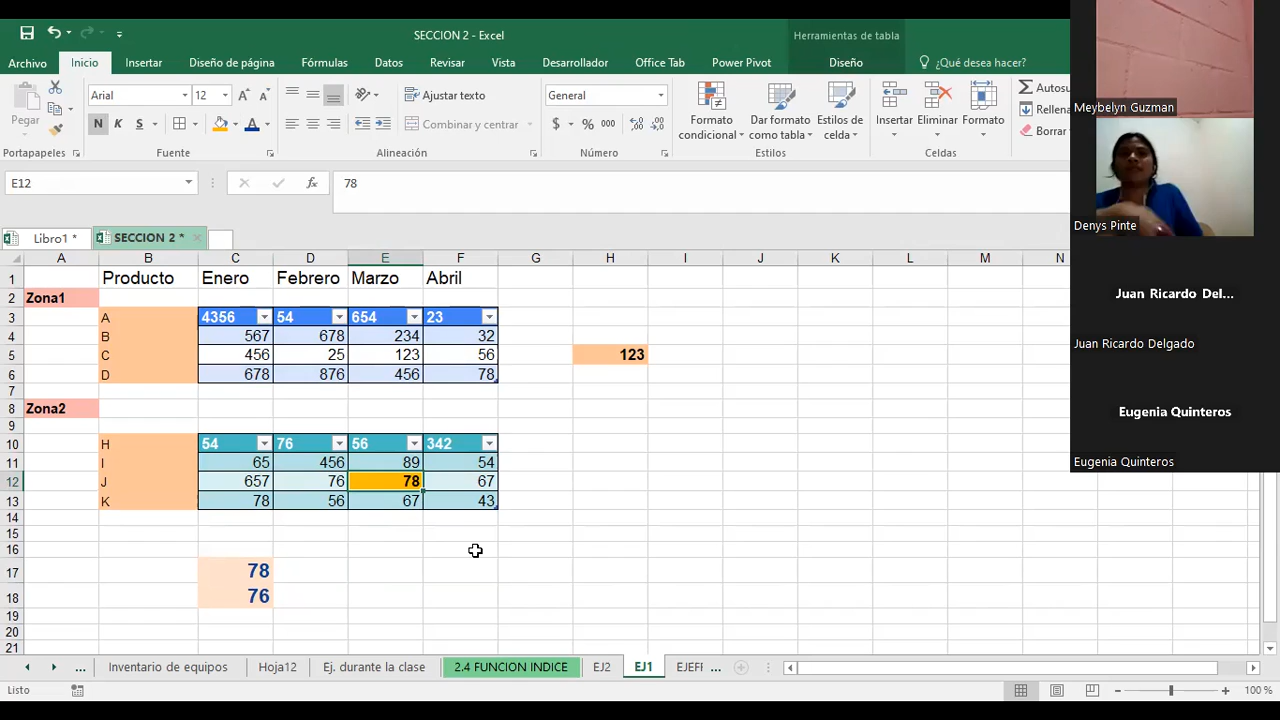 SECCION 2 - Excel
Herramientas de tabla
Archivo Inicio Insertar Diseño de página Fórmulas Datos Revisar Vista Desarrollador Office Tab Power Pivot Diseño ¿Qué desea hacer?
Arial 12 Ajustar texto General Autosu
Pegar N K S Combinar y centrar $ % 000 Formato condicional Dar formato como tabla Estilos de celda Insertar Eliminar Formato Rellena
Borrar
Portapapeles Fuente Alineación Número Estilos Celdas
E12 fx 78
Libro1 * SECCION 2 *
A B C D E F G H I J K L M N
1 Producto Enero Febrero Marzo Abril
2 Zona1
3 A 4356 54 654 23
4 B 567 678 234 32
5 C 456 25 123 56 123
6 D 678 876 456 78
7
8 Zona2
9
10 H 54 76 56 342
11 I 65 456 89 54
12 J 657 76 78 67
13 K 78 56 67 43
14
15
16
17 78
18 76
19
20
21
... Inventario de equipos Hoja12 Ej. durante la clase 2.4 FUNCION INDICE EJ2 EJ1 EJEFI ...
Listo 100 %
Meybelyn Guzman
Denys Pinte
Juan Ricardo Del...
Juan Ricardo Delgado
Eugenia Quinteros
Eugenia Quinteros